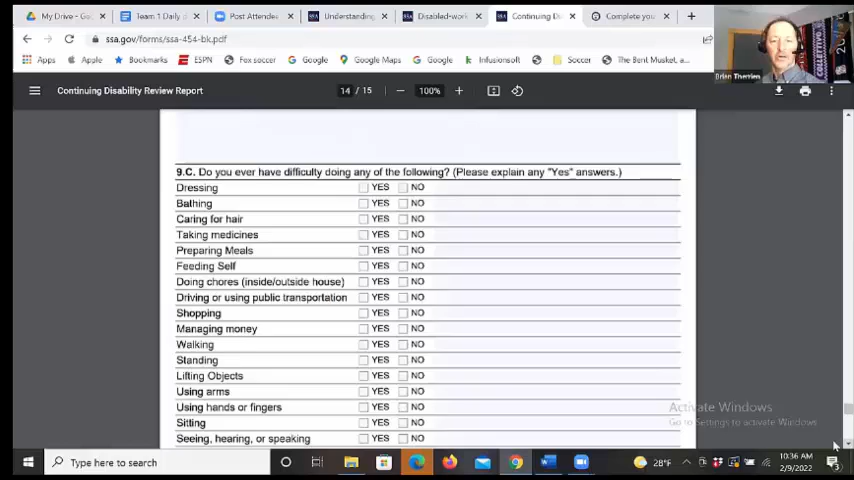 My Drive - G
Team 1 Daily
Post Attende
Understanding
Disabled-work
Continuing Di
Complete you
ssa.gov/forms/ssa-454-bk.pdf
Apps
Apple
Bookmarks
ESPN
Fox soccer
Google
Google Maps
Google
Infusionsoft
Soccer
The Bent Musket, a
Continuing Disability Review Report
14 / 15
100%
Brian Therrien
9.C. Do you ever have difficulty doing any of the following? (Please explain any "Yes" answers.)
Dressing YES NO
Bathing YES NO
Caring for hair YES NO
Taking medicines YES NO
Preparing Meals YES NO
Feeding Self YES NO
Doing chores (inside/outside house) YES NO
Driving or using public transportation YES NO
Shopping YES NO
Managing money YES NO
Walking YES NO
Standing YES NO
Lifting Objects YES NO
Using arms YES NO
Using hands or fingers YES NO
Sitting YES NO
Seeing, hearing, or speaking YES NO
Activate Windows
Go to Settings to activate Windows.
Type here to search
28°F
10:36 AM
2/9/2022